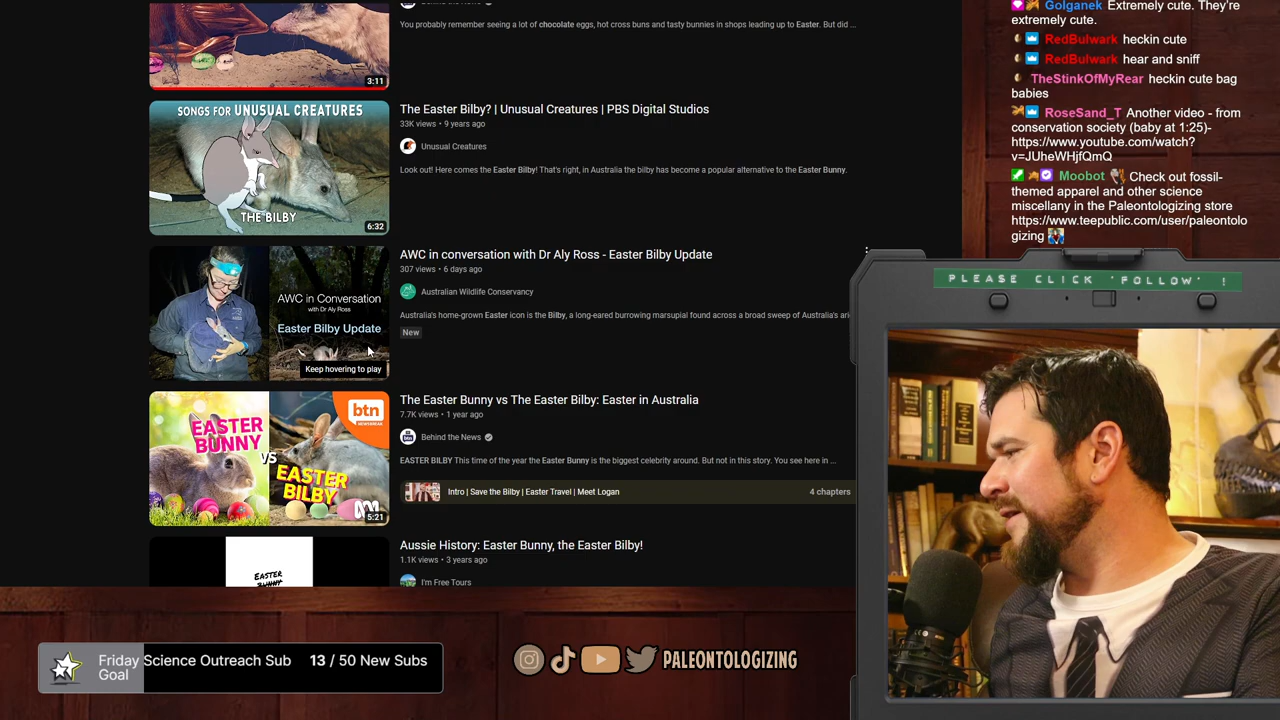 You probably remember seeing a lot of chocolate eggs, hot cross buns and tasty bunnies in shops leading up to Easter. But did ...
3:11
SONGS FOR UNUSUAL CREATURES
THE BILBY
6:32
The Easter Bilby? | Unusual Creatures | PBS Digital Studios
33K views • 9 years ago
Unusual Creatures
Look out! Here comes the Easter Bilby! That's right, in Australia the bilby has become a popular alternative to the Easter Bunny.
AWC in Conversation
with Dr Aly Ross
Easter Bilby Update
Keep hovering to play
AWC in conversation with Dr Aly Ross - Easter Bilby Update
307 views • 6 days ago
Australian Wildlife Conservancy
Australia's home-grown Easter icon is the Bilby, a long-eared burrowing marsupial found across a broad sweep of Australia's
New
EASTER
BUNNY
VS
EASTER
BILBY
btn
NEWSBREAK
5:21
The Easter Bunny vs The Easter Bilby: Easter in Australia
7.7K views • 1 year ago
Behind the News
EASTER BILBY This time of the year the Easter Bunny is the biggest celebrity around. But not in this story. You see here in ...
Intro | Save the Bilby | Easter Travel | Meet Logan
4 chapters
EASTER
BUNNY
Aussie History: Easter Bunny, the Easter Bilby!
1.1K views • 3 years ago
I'm Free Tours
Golganek Extremely cute. They're
extremely cute.
RedBulwark heckin cute
RedBulwark hear and sniff
TheStinkOfMyRear heckin cute bag
babies
RoseSand_T Another video - from
conservation society (baby at 1:25)-
https://www.youtube.com/watch?
v=JUheWHjfQmQ
Moobot Check out fossil-
themed apparel and other science
miscellany in the Paleontologizing store
https://www.teepublic.com/user/paleontolo
gizing
PLEASE CLICK 'FOLLOW' !
Friday Science Outreach Sub
Goal
13 / 50 New Subs
PALEONTOLOGIZING